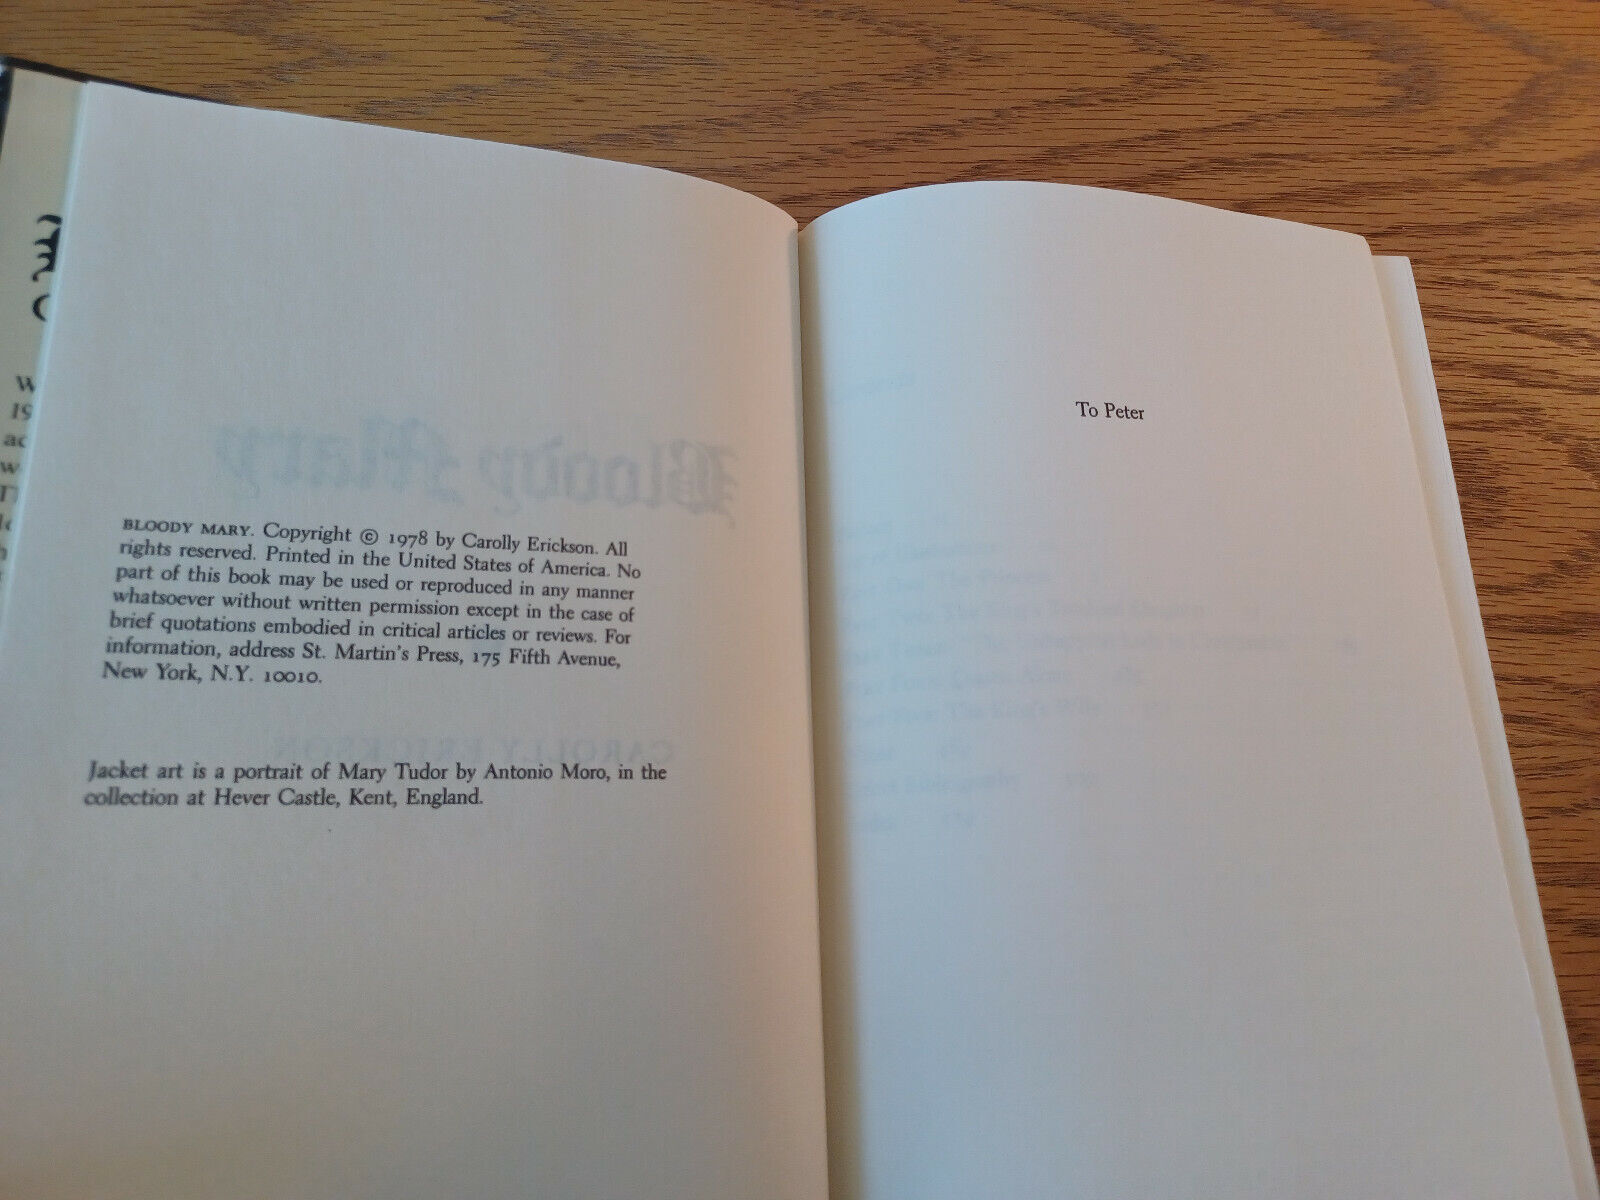 BLOODY MARY. Copyright © 1978 by Carolly Erickson. All
rights reserved. Printed in the United States of America. No
part of this book may be used or reproduced in any manner
whatsoever without written permission except in the case of
brief quotations embodied in critical articles or reviews. For
information, address St. Martin's Press, 175 Fifth Avenue,
New York, N.Y. 10010.
Jacket art is a portrait of Mary Tudor by Antonio Moro, in the
collection at Hever Castle, Kent, England.
To Peter